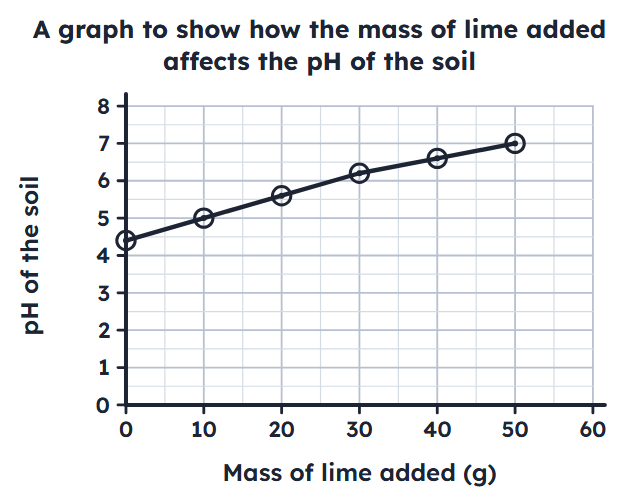 A graph to show how the mass of lime added
affects the pH of the soil
pH of the soil
8
7
6
5
4
3
2
1
0
0 10 20 30 40 50 60
Mass of lime added (g)